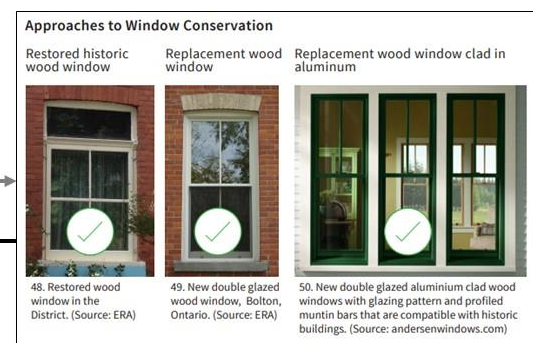 Approaches to Window Conservation
Restored historic
wood window
Replacement wood
window
Replacement wood window clad in
aluminum
48. Restored wood
window in the
District. (Source: ERA)
49. New double glazed
wood window, Bolton,
Ontario. (Source: ERA)
50. New double glazed aluminium clad wood
windows with glazing pattern and profiled
muntin bars that are compatible with historic
buildings. (Source: andersenwindows.com)